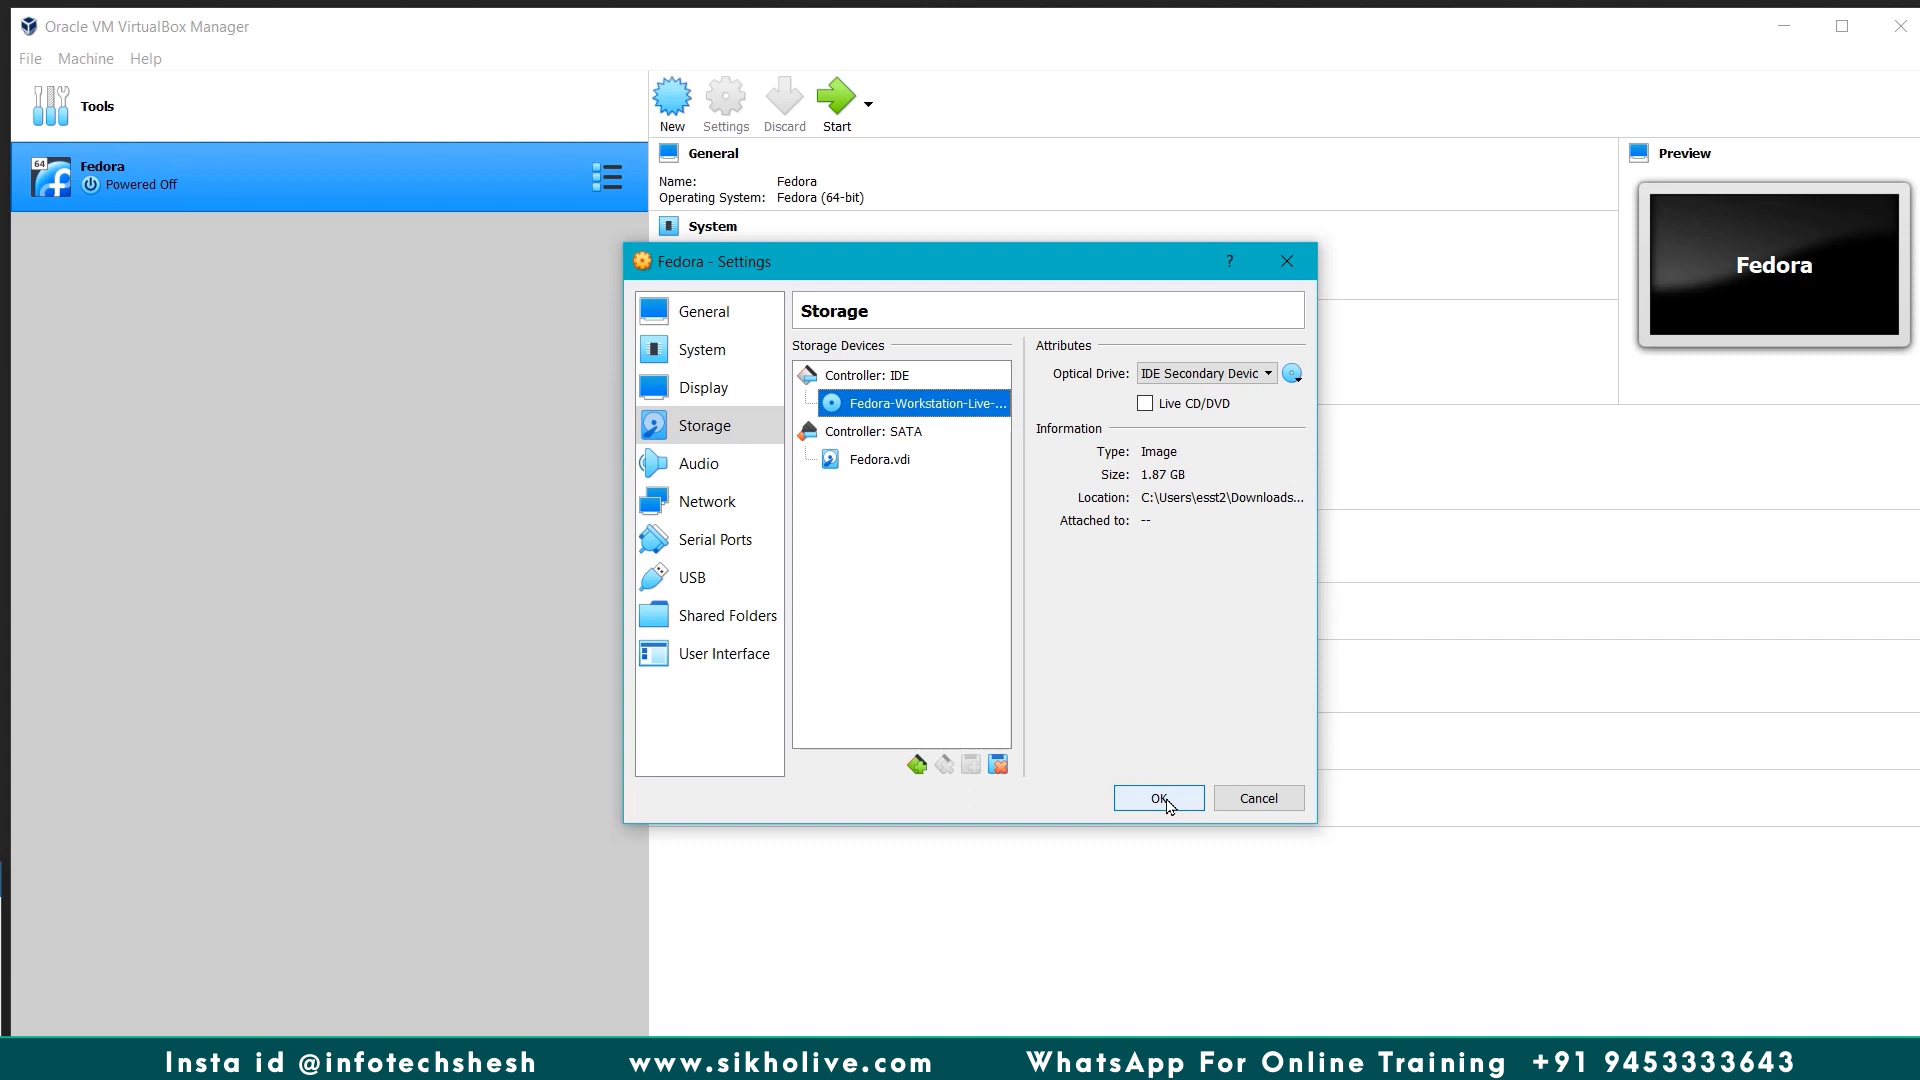 Oracle VM VirtualBox Manager
File Machine Help
Tools
New Settings Discard Start
64
Fedora
Powered Off
General
Name: Fedora
Operating System: Fedora (64-bit)
System
Preview
Fedora
Fedora - Settings
?
General
System
Display
Storage
Audio
Network
Serial Ports
USB
Shared Folders
User Interface
Storage
Storage Devices
Controller: IDE
Fedora-Workstation-Live-...
Controller: SATA
Fedora.vdi
Attributes
Optical Drive: IDE Secondary Devic
Live CD/DVD
Information
Type: Image
Size: 1.87 GB
Location: C:\Users\esst2\Downloads...
Attached to: --
OK Cancel
Insta id @infotechshesh www.sikholive.com WhatsApp For Online Training +91 9453333643